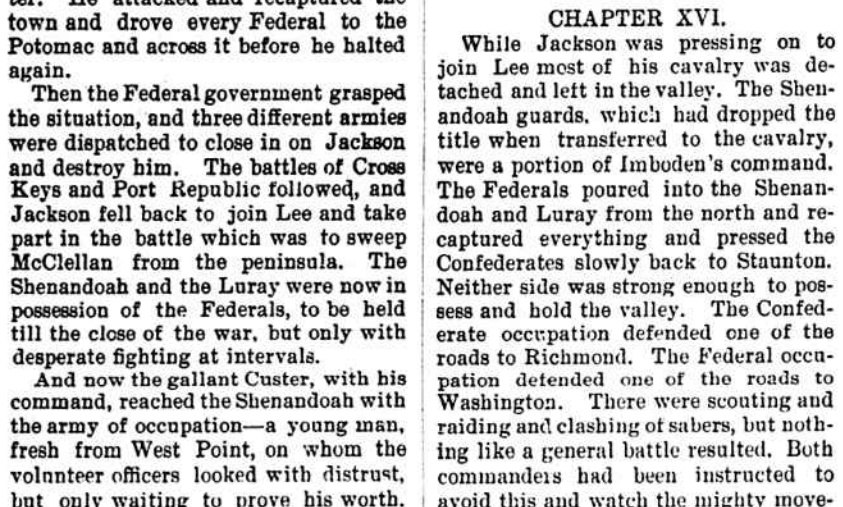 ter. He attacked and recaptured the
town and drove every Federal to the
Potomac and across it before he halted
again.
Then the Federal government grasped
the situation, and three different armies
were dispatched to close in on Jackson
and destroy him. The battles of Cross
Keys and Port Republic followed, and
Jackson fell back to join Lee and take
part in the battle which was to sweep
McClellan from the peninsula. The
Shenandoah and the Luray were now in
possession of the Federals, to be held
till the close of the war, but only with
desperate fighting at intervals.
And now the gallant Custer, with his
command, reached the Shenandoah with
the army of occupation—a young man,
fresh from West Point, on whom the
volunteer officers looked with distrust,
but only waiting to prove his worth.
CHAPTER XVI.
While Jackson was pressing on to
join Lee most of his cavalry was de-
tached and left in the valley. The Shen-
andoah guards, which had dropped the
title when transferred to the cavalry,
were a portion of Imboden's command.
The Federals poured into the Shenan-
doah and Luray from the north and re-
captured everything and pressed the
Confederates slowly back to Staunton.
Neither side was strong enough to pos-
sess and hold the valley. The Confed-
erate occupation defended one of the
roads to Richmond. The Federal occu-
pation defended one of the roads to
Washington. There were scouting and
raiding and clashing of sabers, but noth-
ing like a general battle resulted. Both
commanders had been instructed to
avoid this and watch the mighty move-